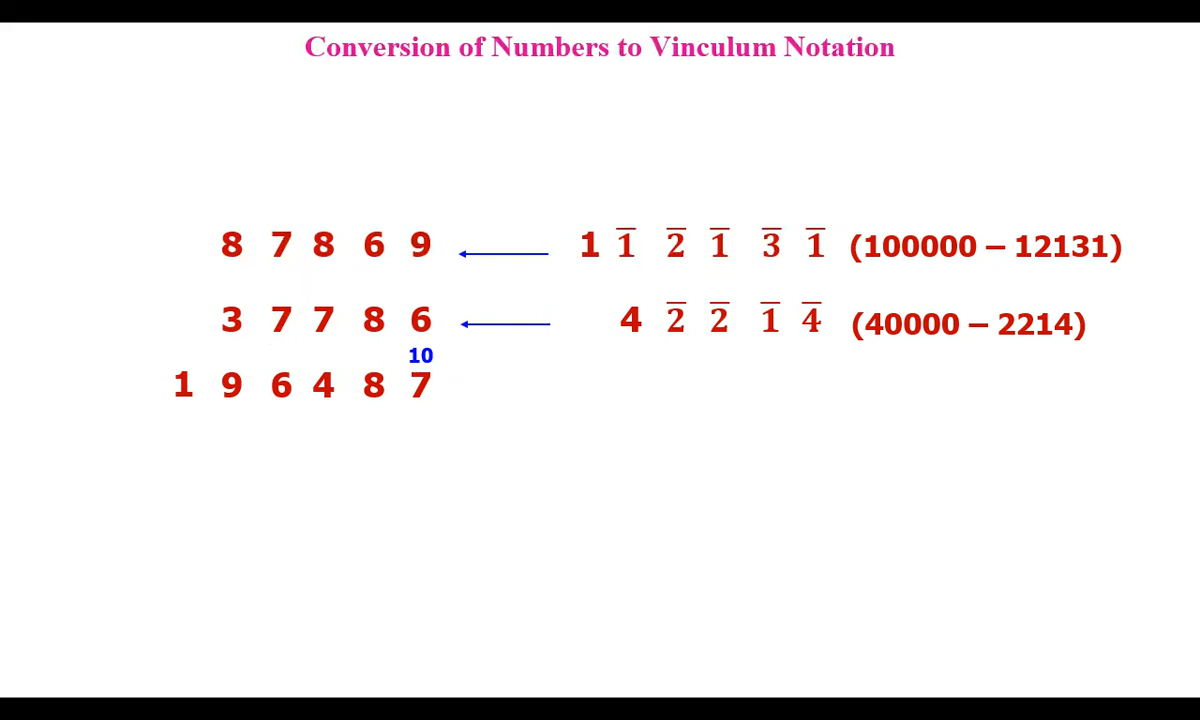 Conversion of Numbers to Vinculum Notation
8 7 8 6 9 ← 1 1̅ 2̅ 1̅ 3̅ 1̅ (100000 – 12131)
3 7 7 8 6 ← 4 2̅ 2̅ 1̅ 4̅ (40000 – 2214)
10
1 9 6 4 8 7